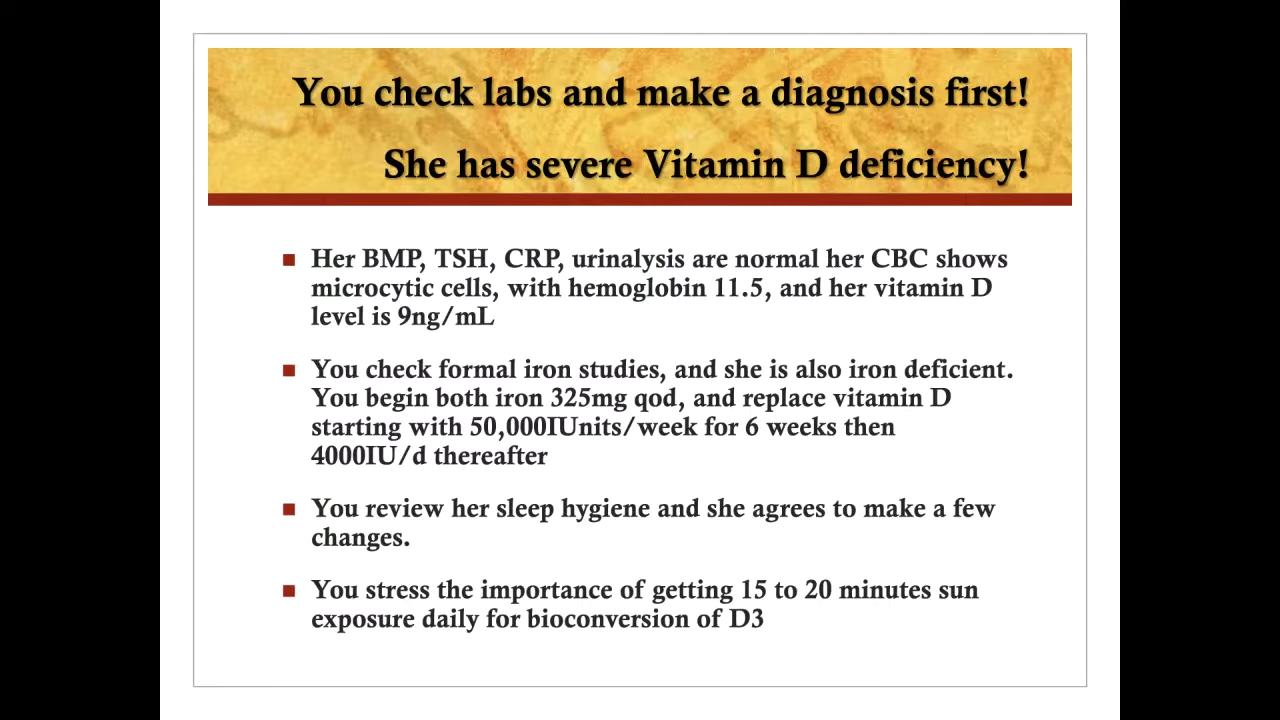 You check labs and make a diagnosis first!
She has severe Vitamin D deficiency!
Her BMP, TSH, CRP, urinalysis are normal her CBC shows
microcytic cells, with hemoglobin 11.5, and her vitamin D
level is 9ng/mL
You check formal iron studies, and she is also iron deficient.
You begin both iron 325mg qod, and replace vitamin D
starting with 50,000IUnits/week for 6 weeks then
4000IU/d thereafter
You review her sleep hygiene and she agrees to make a few
changes.
You stress the importance of getting 15 to 20 minutes sun
exposure daily for bioconversion of D3